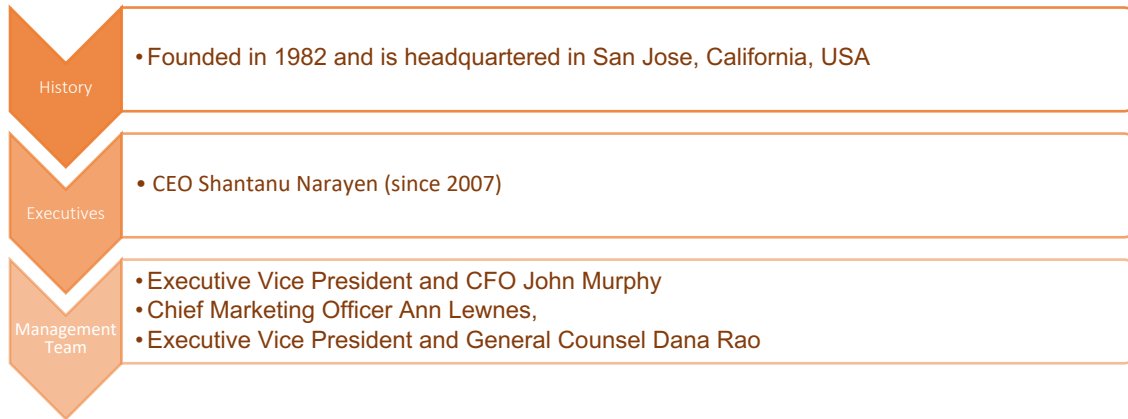 History
• Founded in 1982 and is headquartered in San Jose, California, USA
Executives
• CEO Shantanu Narayen (since 2007)
Management
Team
• Executive Vice President and CFO John Murphy
• Chief Marketing Officer Ann Lewnes,
• Executive Vice President and General Counsel Dana Rao